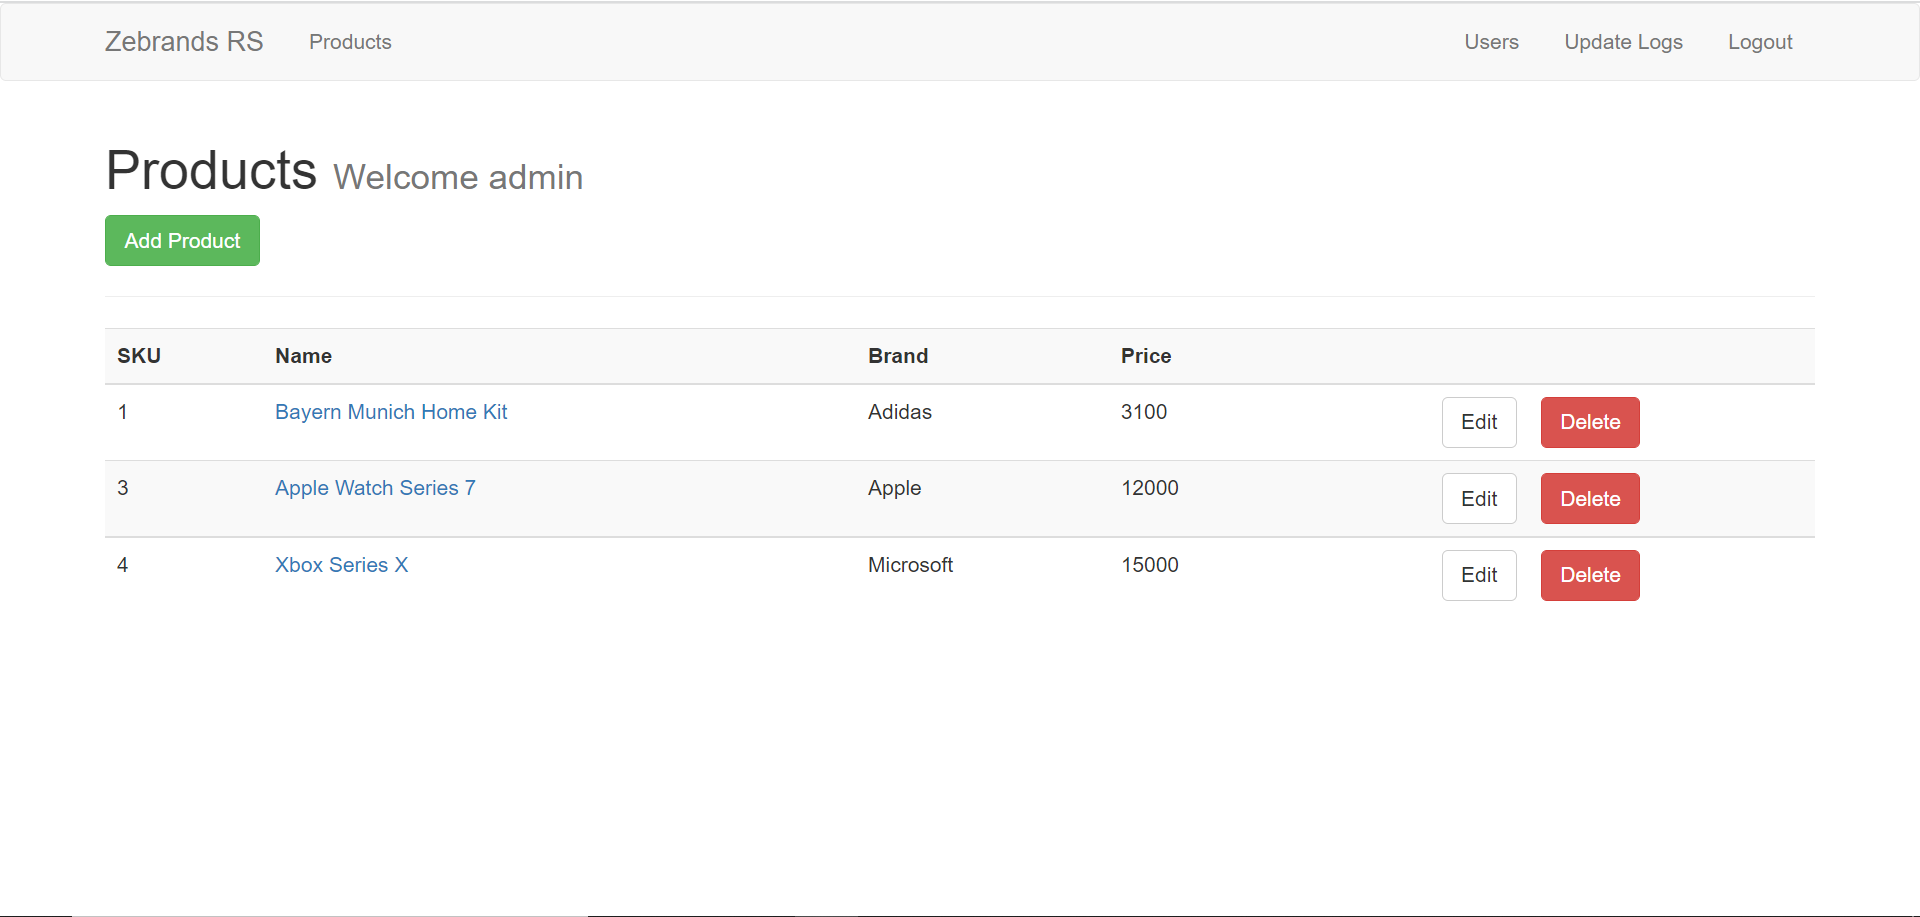 Zebrands RS Products Users Update Logs Logout
Products Welcome admin
Add Product
SKU Name Brand Price
1 Bayern Munich Home Kit Adidas 3100 Edit Delete
3 Apple Watch Series 7 Apple 12000 Edit Delete
4 Xbox Series X Microsoft 15000 Edit Delete